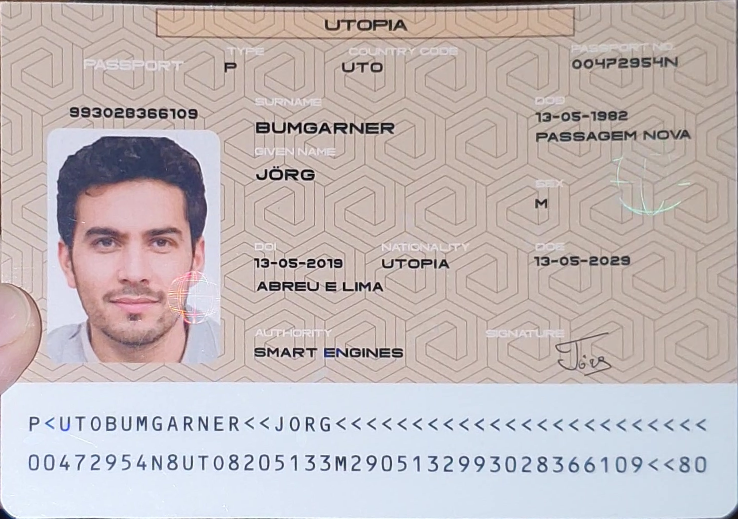 UTOPIA
PASSPORT
TYPE
P
COUNTRY CODE
UTO
PASSPORT NO
00472954N
993028366109
SURNAME
BUMGARNER
GIVEN NAME
JÖRG
DOB
13-05-1982
PASSAGEM NOVA
SEX
M
DOI
13-05-2019
ABREU E LIMA
NATIONALITY
UTOPIA
DOE
13-05-2029
AUTHORITY
SMART ENGINES
SIGNATURE
Jörg
P<UTOBUMGARNER<<JORG<<<<<<<<<<<<<<<<<<<<<<<<
00472954N8UTO8205133M2905132993028366109<<80